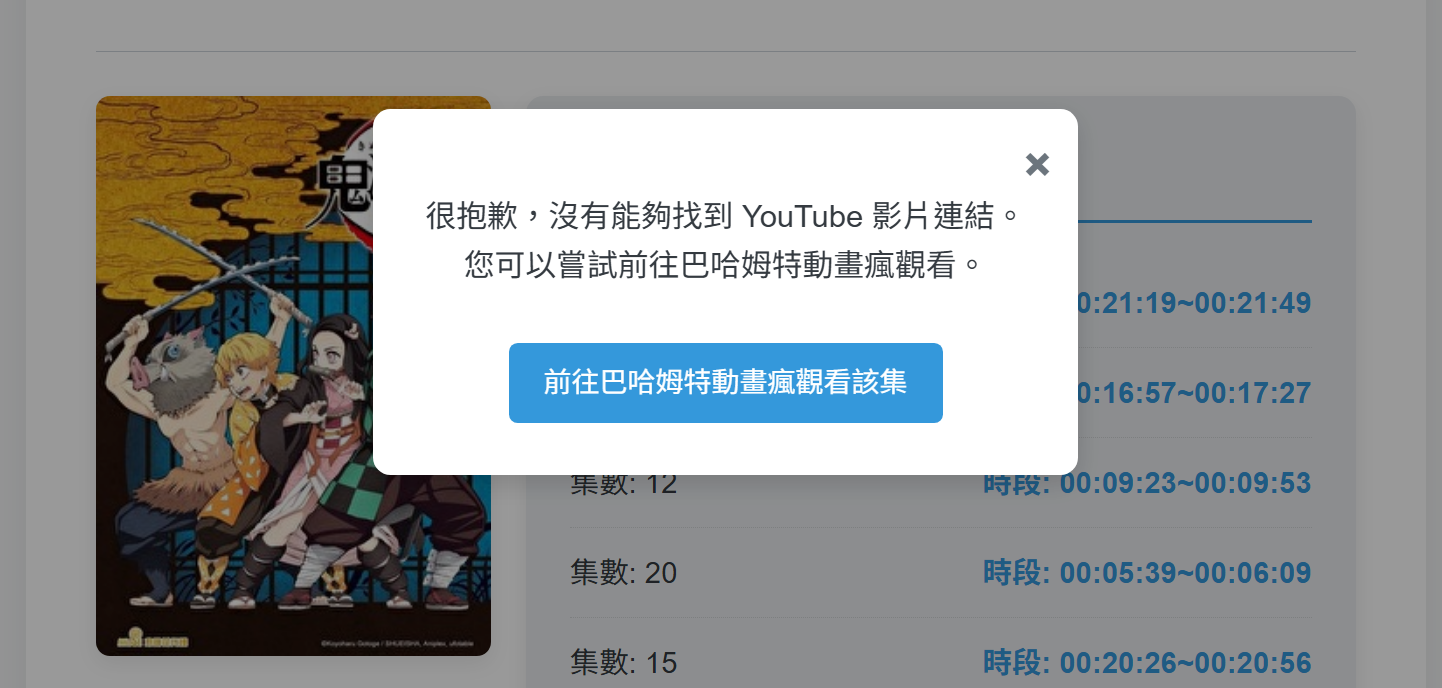 鬼
✖
很抱歉，沒有能夠找到 YouTube 影片連結。
您可以嘗試前往巴哈姆特動畫瘋觀看。
前往巴哈姆特動畫瘋觀看該集
0:21:19~00:21:49
0:16:57~00:17:27
集數: 12 時段: 00:09:23~00:09:53
集數: 20 時段: 00:05:39~00:06:09
集數: 15 時段: 00:20:26~00:20:56
©Koyoharu Gotoge / SHUEISHA, Aniplex, ufotable